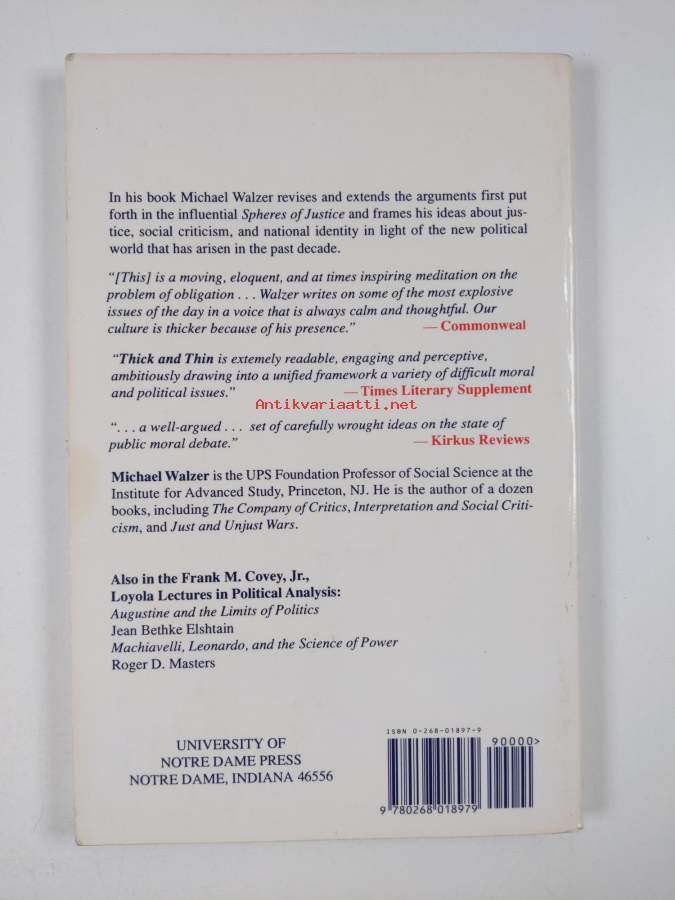 In his book Michael Walzer revises and extends the arguments first put
forth in the influential Spheres of Justice and frames his ideas about jus-
tice, social criticism, and national identity in light of the new political
world that has arisen in the past decade.
“[This] is a moving, eloquent, and at times inspiring meditation on the
problem of obligation . . . Walzer writes on some of the most explosive
issues of the day in a voice that is always calm and thoughtful. Our
culture is thicker because of his presence.” — Commonweal
“Thick and Thin is extemely readable, engaging and perceptive,
ambitiously drawing into a unified framework a variety of difficult moral
and political issues.” — Times Literary Supplement
Antikvariaatti.net
“. . . a well-argued . . . set of carefully wrought ideas on the state of
public moral debate.” — Kirkus Reviews
Michael Walzer is the UPS Foundation Professor of Social Science at the
Institute for Advanced Study, Princeton, NJ. He is the author of a dozen
books, including The Company of Critics, Interpretation and Social Criti-
cism, and Just and Unjust Wars.
Also in the Frank M. Covey, Jr.,
Loyola Lectures in Political Analysis:
Augustine and the Limits of Politics
Jean Bethke Elshtain
Machiavelli, Leonardo, and the Science of Power
Roger D. Masters
UNIVERSITY OF
NOTRE DAME PRESS
NOTRE DAME, INDIANA 46556
ISBN 0-268-01897-9
90000>
9 780268 018979